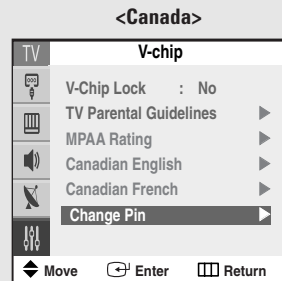 <Canada>
TV V-chip
V-Chip Lock : No
TV Parental Guidelines
MPAA Rating
Canadian English
Canadian French
Change Pin
Move Enter Return